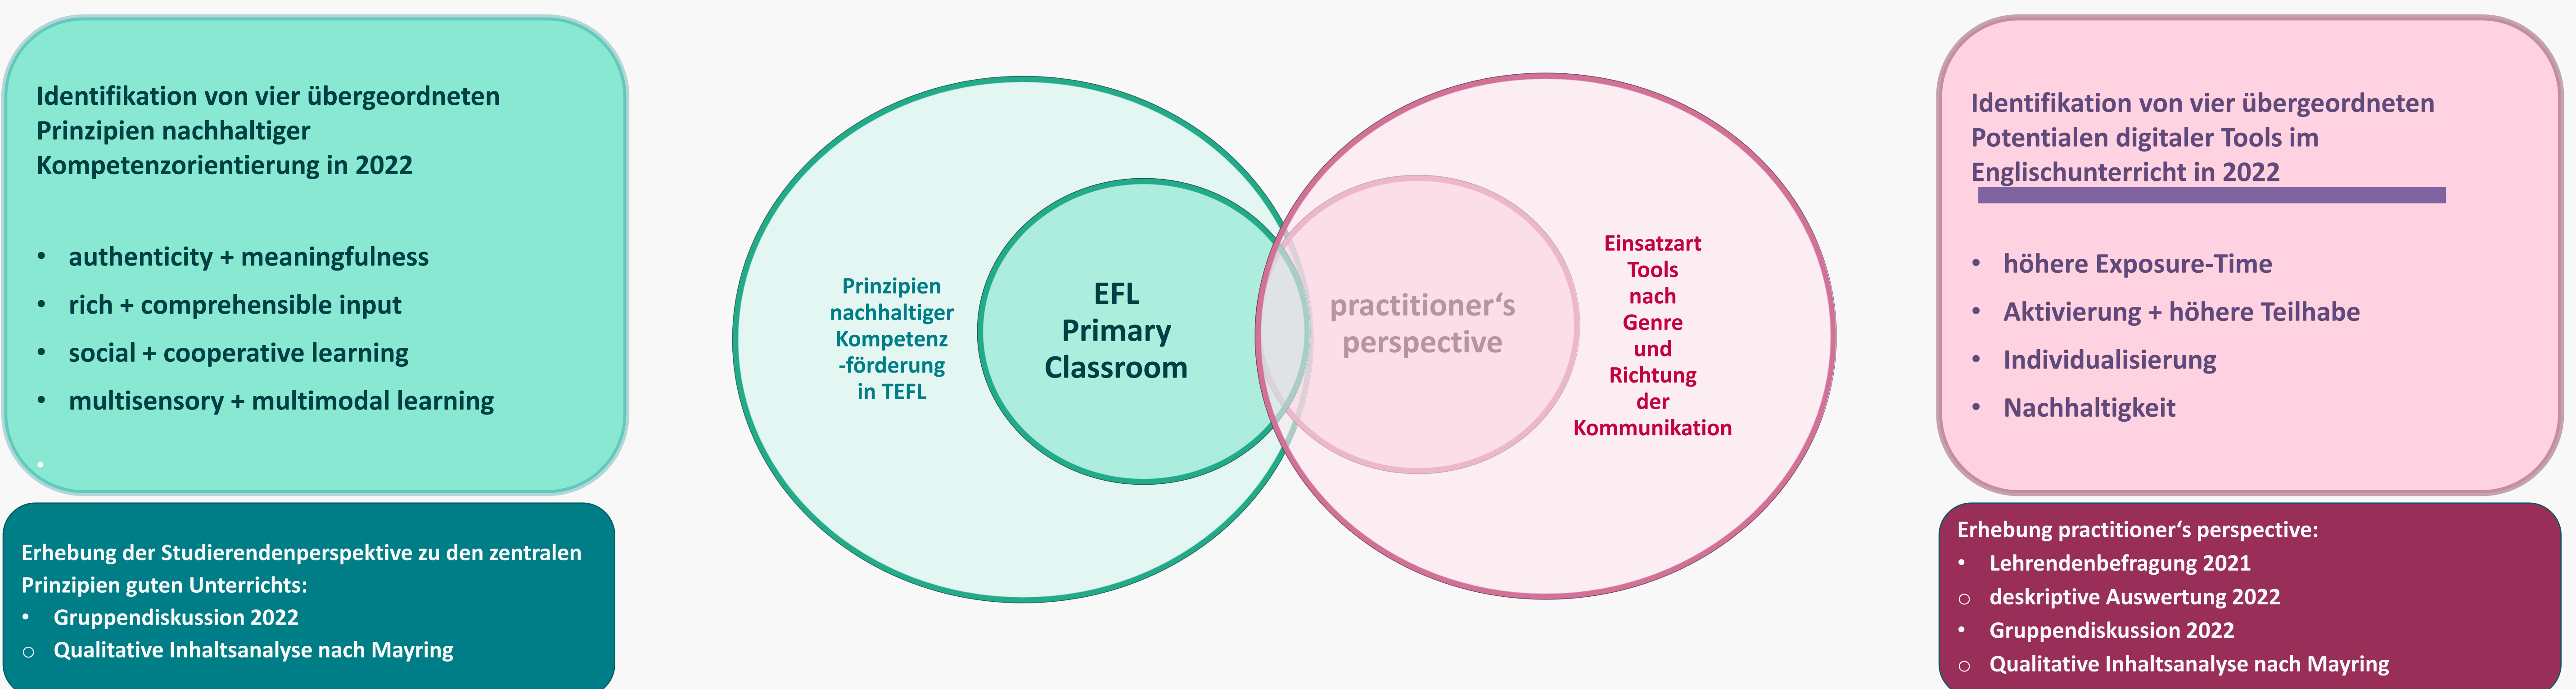 Identifikation von vier übergeordneten
Prinzipien nachhaltiger
Kompetenzorientierung in 2022
• authenticity + meaningfulness
• rich + comprehensible input
• social + cooperative learning
• multisensory + multimodal learning
•
Erhebung der Studierendenperspektive zu den zentralen
Prinzipien guten Unterrichts:
• Gruppendiskussion 2022
○ Qualitative Inhaltsanalyse nach Mayring
Prinzipien
nachhaltiger
Kompetenz
-förderung
in TEFL
EFL
Primary
Classroom
practitioner‘s
perspective
Einsatzart
Tools
nach
Genre
und
Richtung
der
Kommunikation
Identifikation von vier übergeordneten
Potentialen digitaler Tools im
Englischunterricht in 2022
• höhere Exposure-Time
• Aktivierung + höhere Teilhabe
• Individualisierung
• Nachhaltigkeit
Erhebung practitioner‘s perspective:
• Lehrendenbefragung 2021
○ deskriptive Auswertung 2022
• Gruppendiskussion 2022
○ Qualitative Inhaltsanalyse nach Mayring